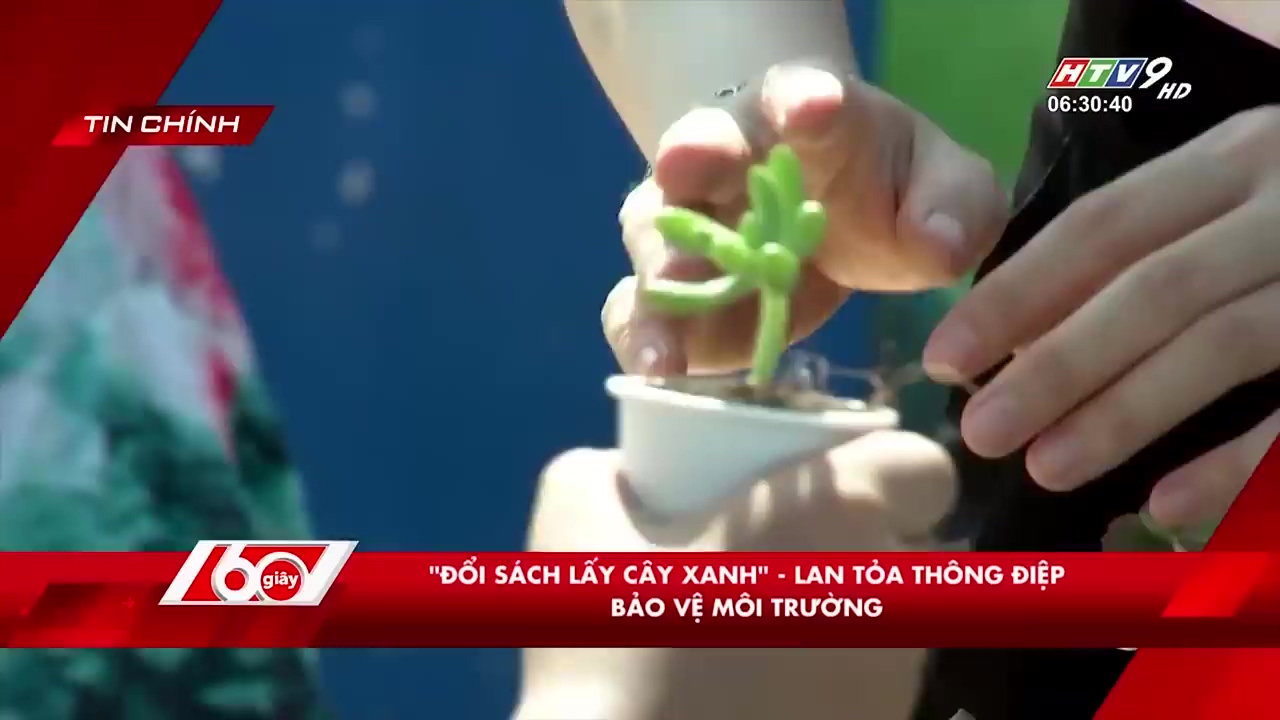 HTV9 HD
06:30:40
TIN CHÍNH
60 giây
"ĐỔI SÁCH LẤY CÂY XANH" - LAN TỎA THÔNG ĐIỆP
BẢO VỆ MÔI TRƯỜNG